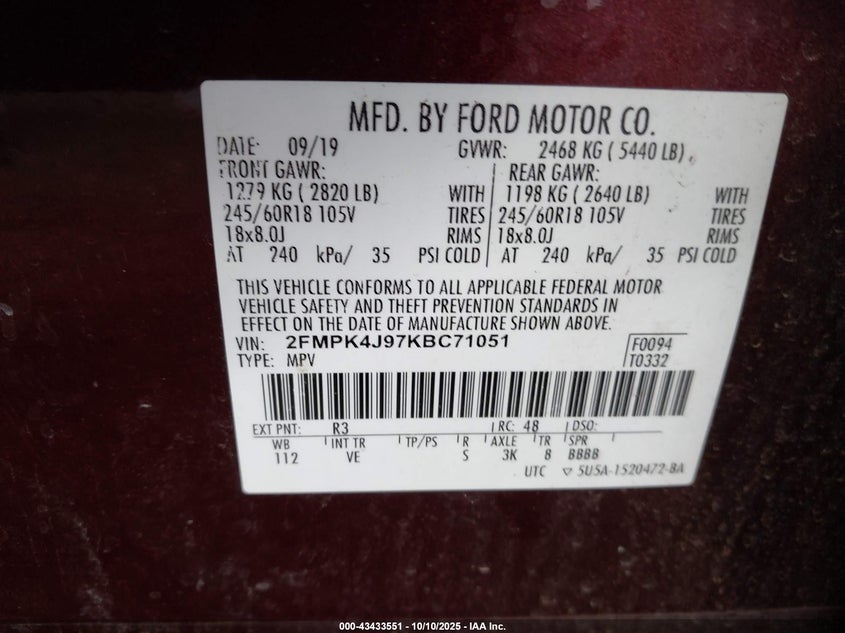 MFD. BY FORD MOTOR CO.
DATE: 09/19 GVWR: 2468 KG ( 5440 LB)
FRONT GAWR: REAR GAWR:
1279 KG ( 2820 LB) WITH 1198 KG ( 2640 LB) WITH
245/60R18 105V TIRES 245/60R18 105V TIRES
18x8.0J RIMS 18x8.0J RIMS
AT 240 kPa/ 35 PSI COLD AT 240 kPa/ 35 PSI COLD
THIS VEHICLE CONFORMS TO ALL APPLICABLE FEDERAL MOTOR
VEHICLE SAFETY AND THEFT PREVENTION STANDARDS IN
EFFECT ON THE DATE OF MANUFACTURE SHOWN ABOVE.
VIN: 2FMPK4J97KBC71051 F0094
TYPE: MPV T0332
EXT PNT: R3 RC: 48 DSO:
WB INT TR TP/PS R AXLE TR SPR
112 VE S 3K 8 BBBB
UTC ▽ 5U5A-1520472-BA
000-43433551 - 10/10/2025 - IAA Inc.